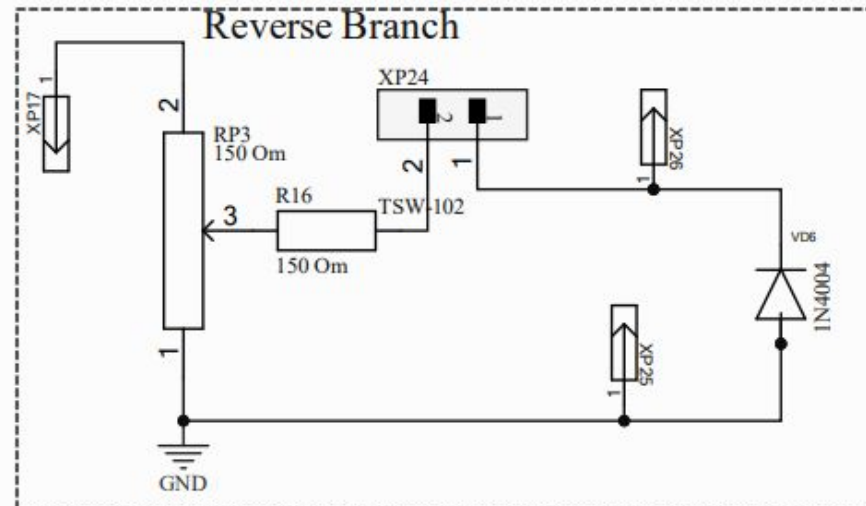 Reverse Branch
XP24
XP17
1
2
RP3
150 Om
2
1
XP26
1
2
1
R16
TSW-102
3
150 Om
VD6
1N4004
XP25
1
1
GND